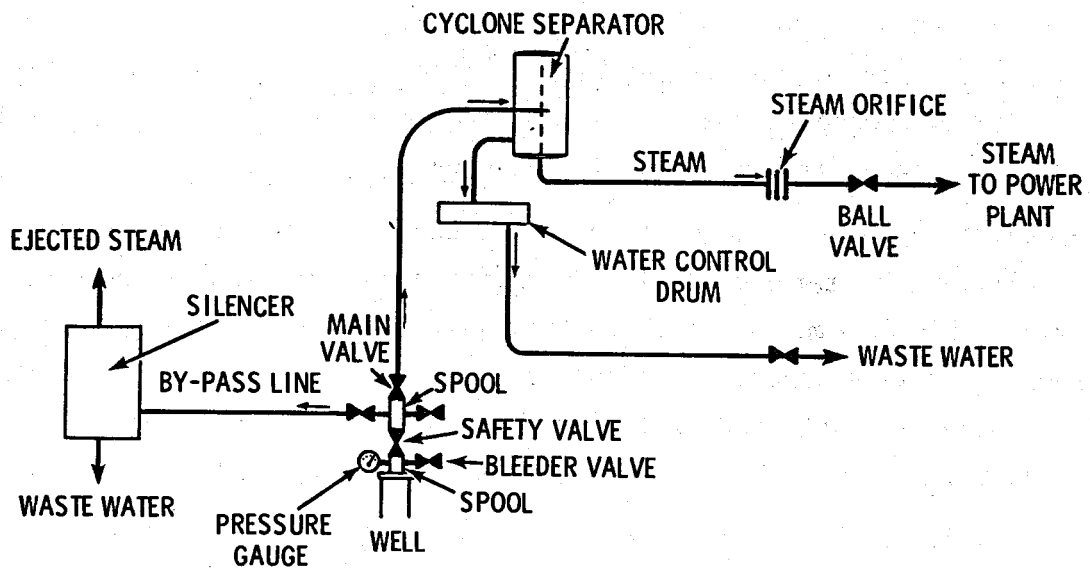 CYCLONE SEPARATOR
STEAM ORIFICE
STEAM
STEAM
TO POWER
PLANT
BALL
VALVE
EJECTED STEAM
WATER CONTROL
DRUM
SILENCER
MAIN
VALVE
WASTE WATER
BY-PASS LINE
SPOOL
SAFETY VALVE
BLEEDER VALVE
WASTE WATER
SPOOL
PRESSURE
GAUGE
WELL